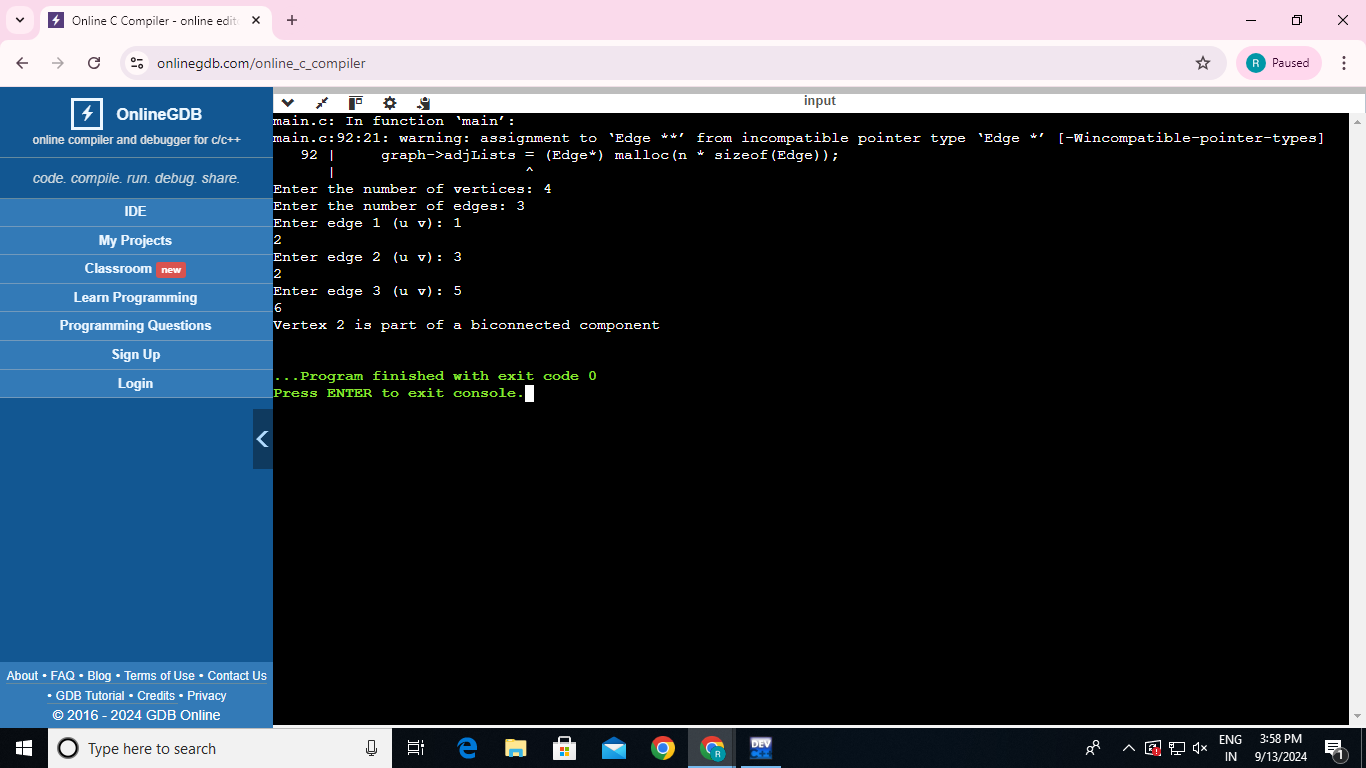 Online C Compiler - online edit
onlinegdb.com/online_c_compiler
R Paused
OnlineGDB
online compiler and debugger for c/c++
code. compile. run. debug. share.
IDE
My Projects
Classroom new
Learn Programming
Programming Questions
Sign Up
Login
About • FAQ • Blog • Terms of Use • Contact Us
• GDB Tutorial • Credits • Privacy
© 2016 - 2024 GDB Online
input
main.c: In function ‘main’:
main.c:92:21: warning: assignment to ‘Edge **’ from incompatible pointer type ‘Edge *’ [-Wincompatible-pointer-types]
92 |     graph->adjLists = (Edge*) malloc(n * sizeof(Edge));
|                     ^
Enter the number of vertices: 4
Enter the number of edges: 3
Enter edge 1 (u v): 1
2
Enter edge 2 (u v): 3
2
Enter edge 3 (u v): 5
6
Vertex 2 is part of a biconnected component
...Program finished with exit code 0
Press ENTER to exit console.
Type here to search
R
DEV
ENG
IN
3:58 PM
9/13/2024
1